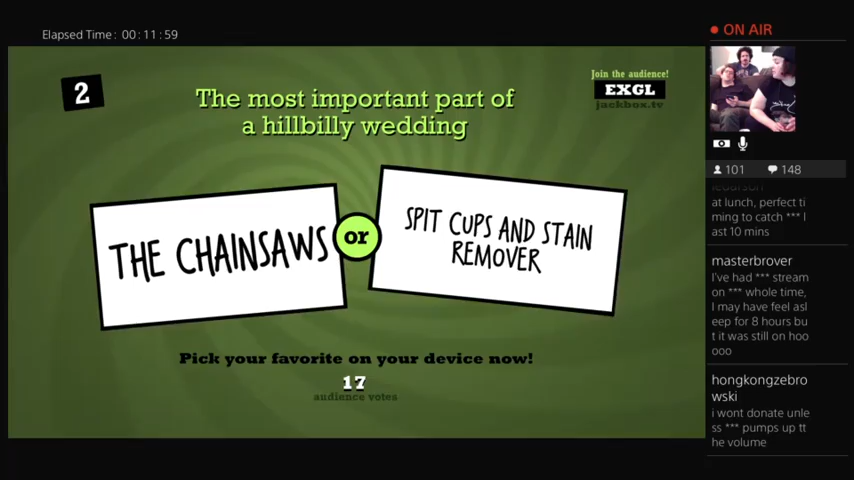 Elapsed Time: 00:11:59
ON AIR
2
The most important part of
a hillbilly wedding
Join the audience!
EXGL
jackbox.tv
THE CHAINSAWS
or
SPIT CUPS AND STAIN
REMOVER
Pick your favorite on your device now!
17
audience votes
101
148
at lunch, perfect ti
ming to catch *** l
ast 10 mins
masterbrover
I've had *** stream
on *** whole time,
I may have feel asl
eep for 8 hours bu
t it was still on hoo
ooo
hongkongzebro
wski
i wont donate unle
ss *** pumps up tt
he volume